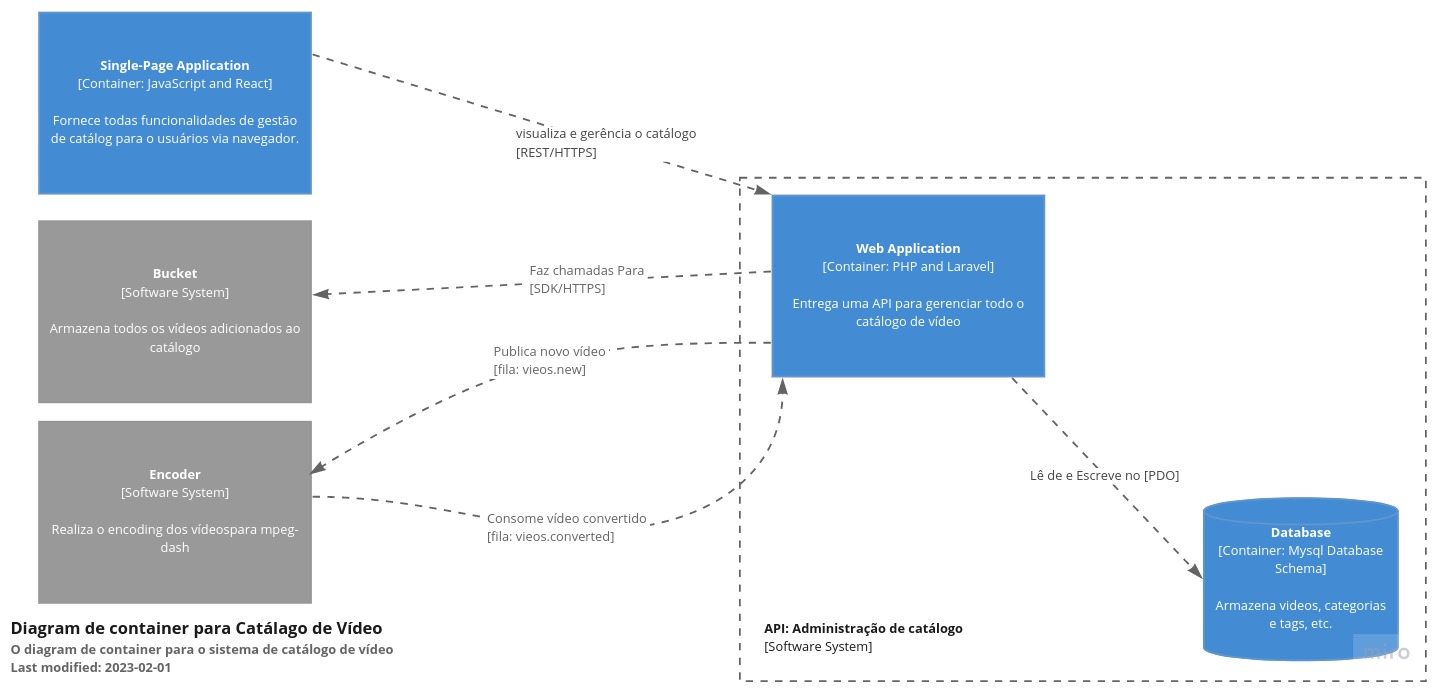 Single-Page Application
[Container: JavaScript and React]
Fornece todas funcionalidades de gestão
de catálog para o usuários via navegador.
visualiza e gerência o catálogo
[REST/HTTPS]
Bucket
[Software System]
Armazena todos os vídeos adicionados ao
catálogo
Faz chamadas Para
[SDK/HTTPS]
Web Application
[Container: PHP and Laravel]
Entrega uma API para gerenciar todo o
catálogo de vídeo
Publica novo vídeo
[fila: vieos.new]
Encoder
[Software System]
Realiza o encoding dos vídeospara mpeg-
dash
Consome vídeo convertido
[fila: vieos.converted]
Lê de e Escreve no [PDO]
Database
[Container: Mysql Database
Schema]
Armazena videos, categorias
e tags, etc.
API: Administração de catálogo
[Software System]
Diagram de container para Catálago de Vídeo
O diagram de container para o sistema de catálogo de vídeo
Last modified: 2023-02-01
miro